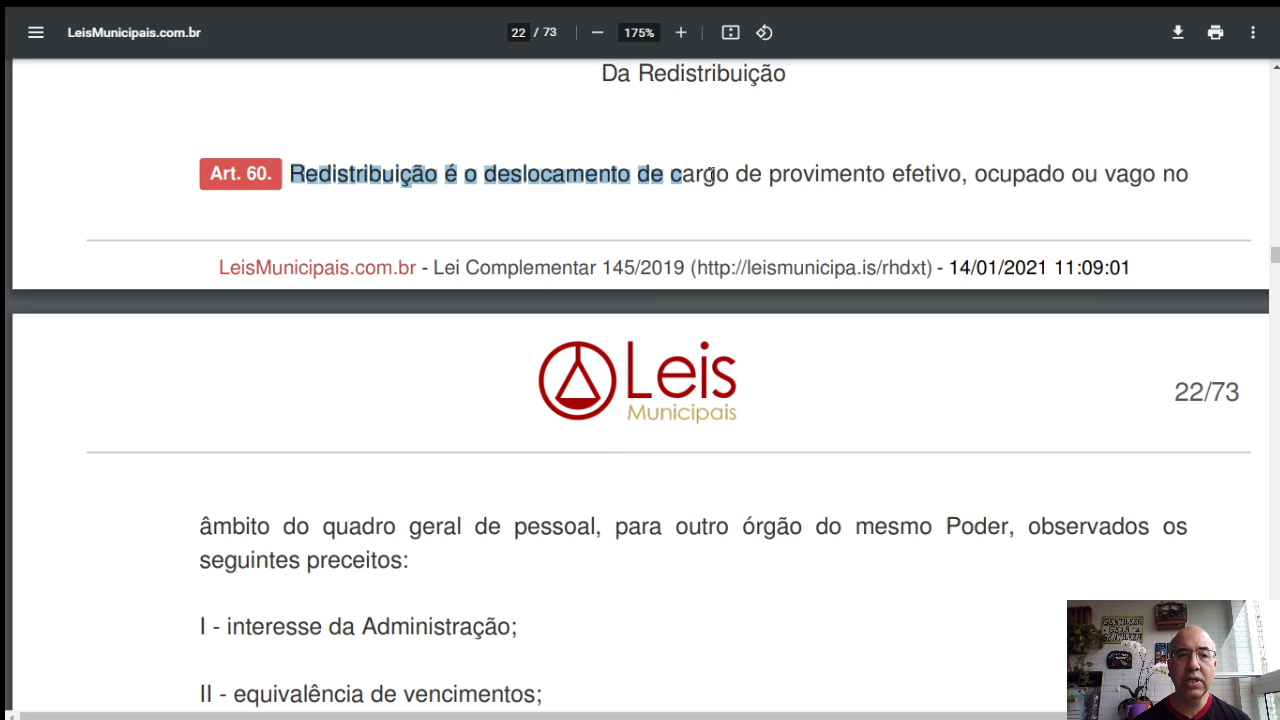 LeisMunicipais.com.br
22 / 73
175%
Da Redistribuição
Art. 60. Redistribuição é o deslocamento de cargo de provimento efetivo, ocupado ou vago no
LeisMunicipais.com.br - Lei Complementar 145/2019 (http://leismunicipa.is/rhdxt) - 14/01/2021 11:09:01
Leis
Municipais
22/73
âmbito do quadro geral de pessoal, para outro órgão do mesmo Poder, observados os
seguintes preceitos:
I - interesse da Administração;
II - equivalência de vencimentos;